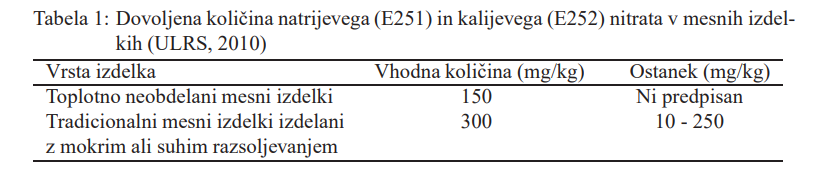 Tabela 1: Dovoljena količina natrijevega (E251) in kalijevega (E252) nitrata v mesnih izdel-
kih (ULRS, 2010)
Vrsta izdelka Vhodna količina (mg/kg) Ostanek (mg/kg)
Toplotno neobdelani mesni izdelki 150 Ni predpisan
Tradicionalni mesni izdelki izdelani 300 10 - 250
z mokrim ali suhim razsoljevanjem